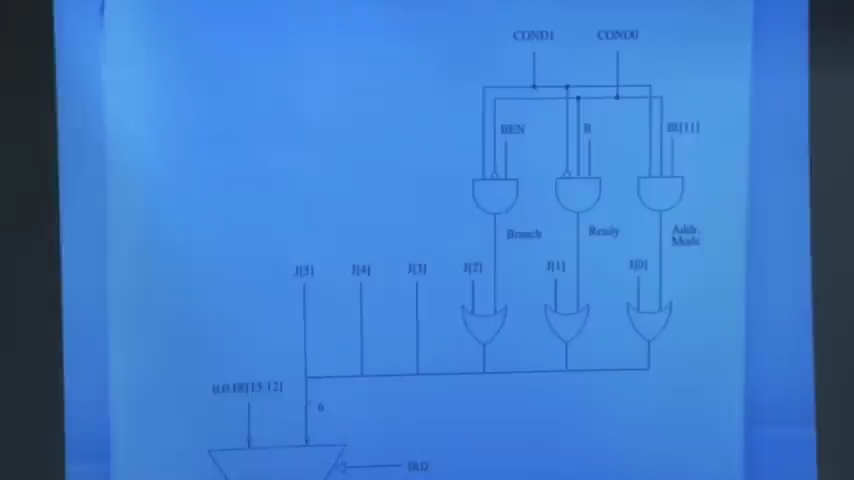 COND1 COND0
BEN R IR[11]
Branch Ready Addr. Mode
J[5] J[4] J[3] J[2] J[1] J[0]
0,0,IR[15:12]
6
IRD